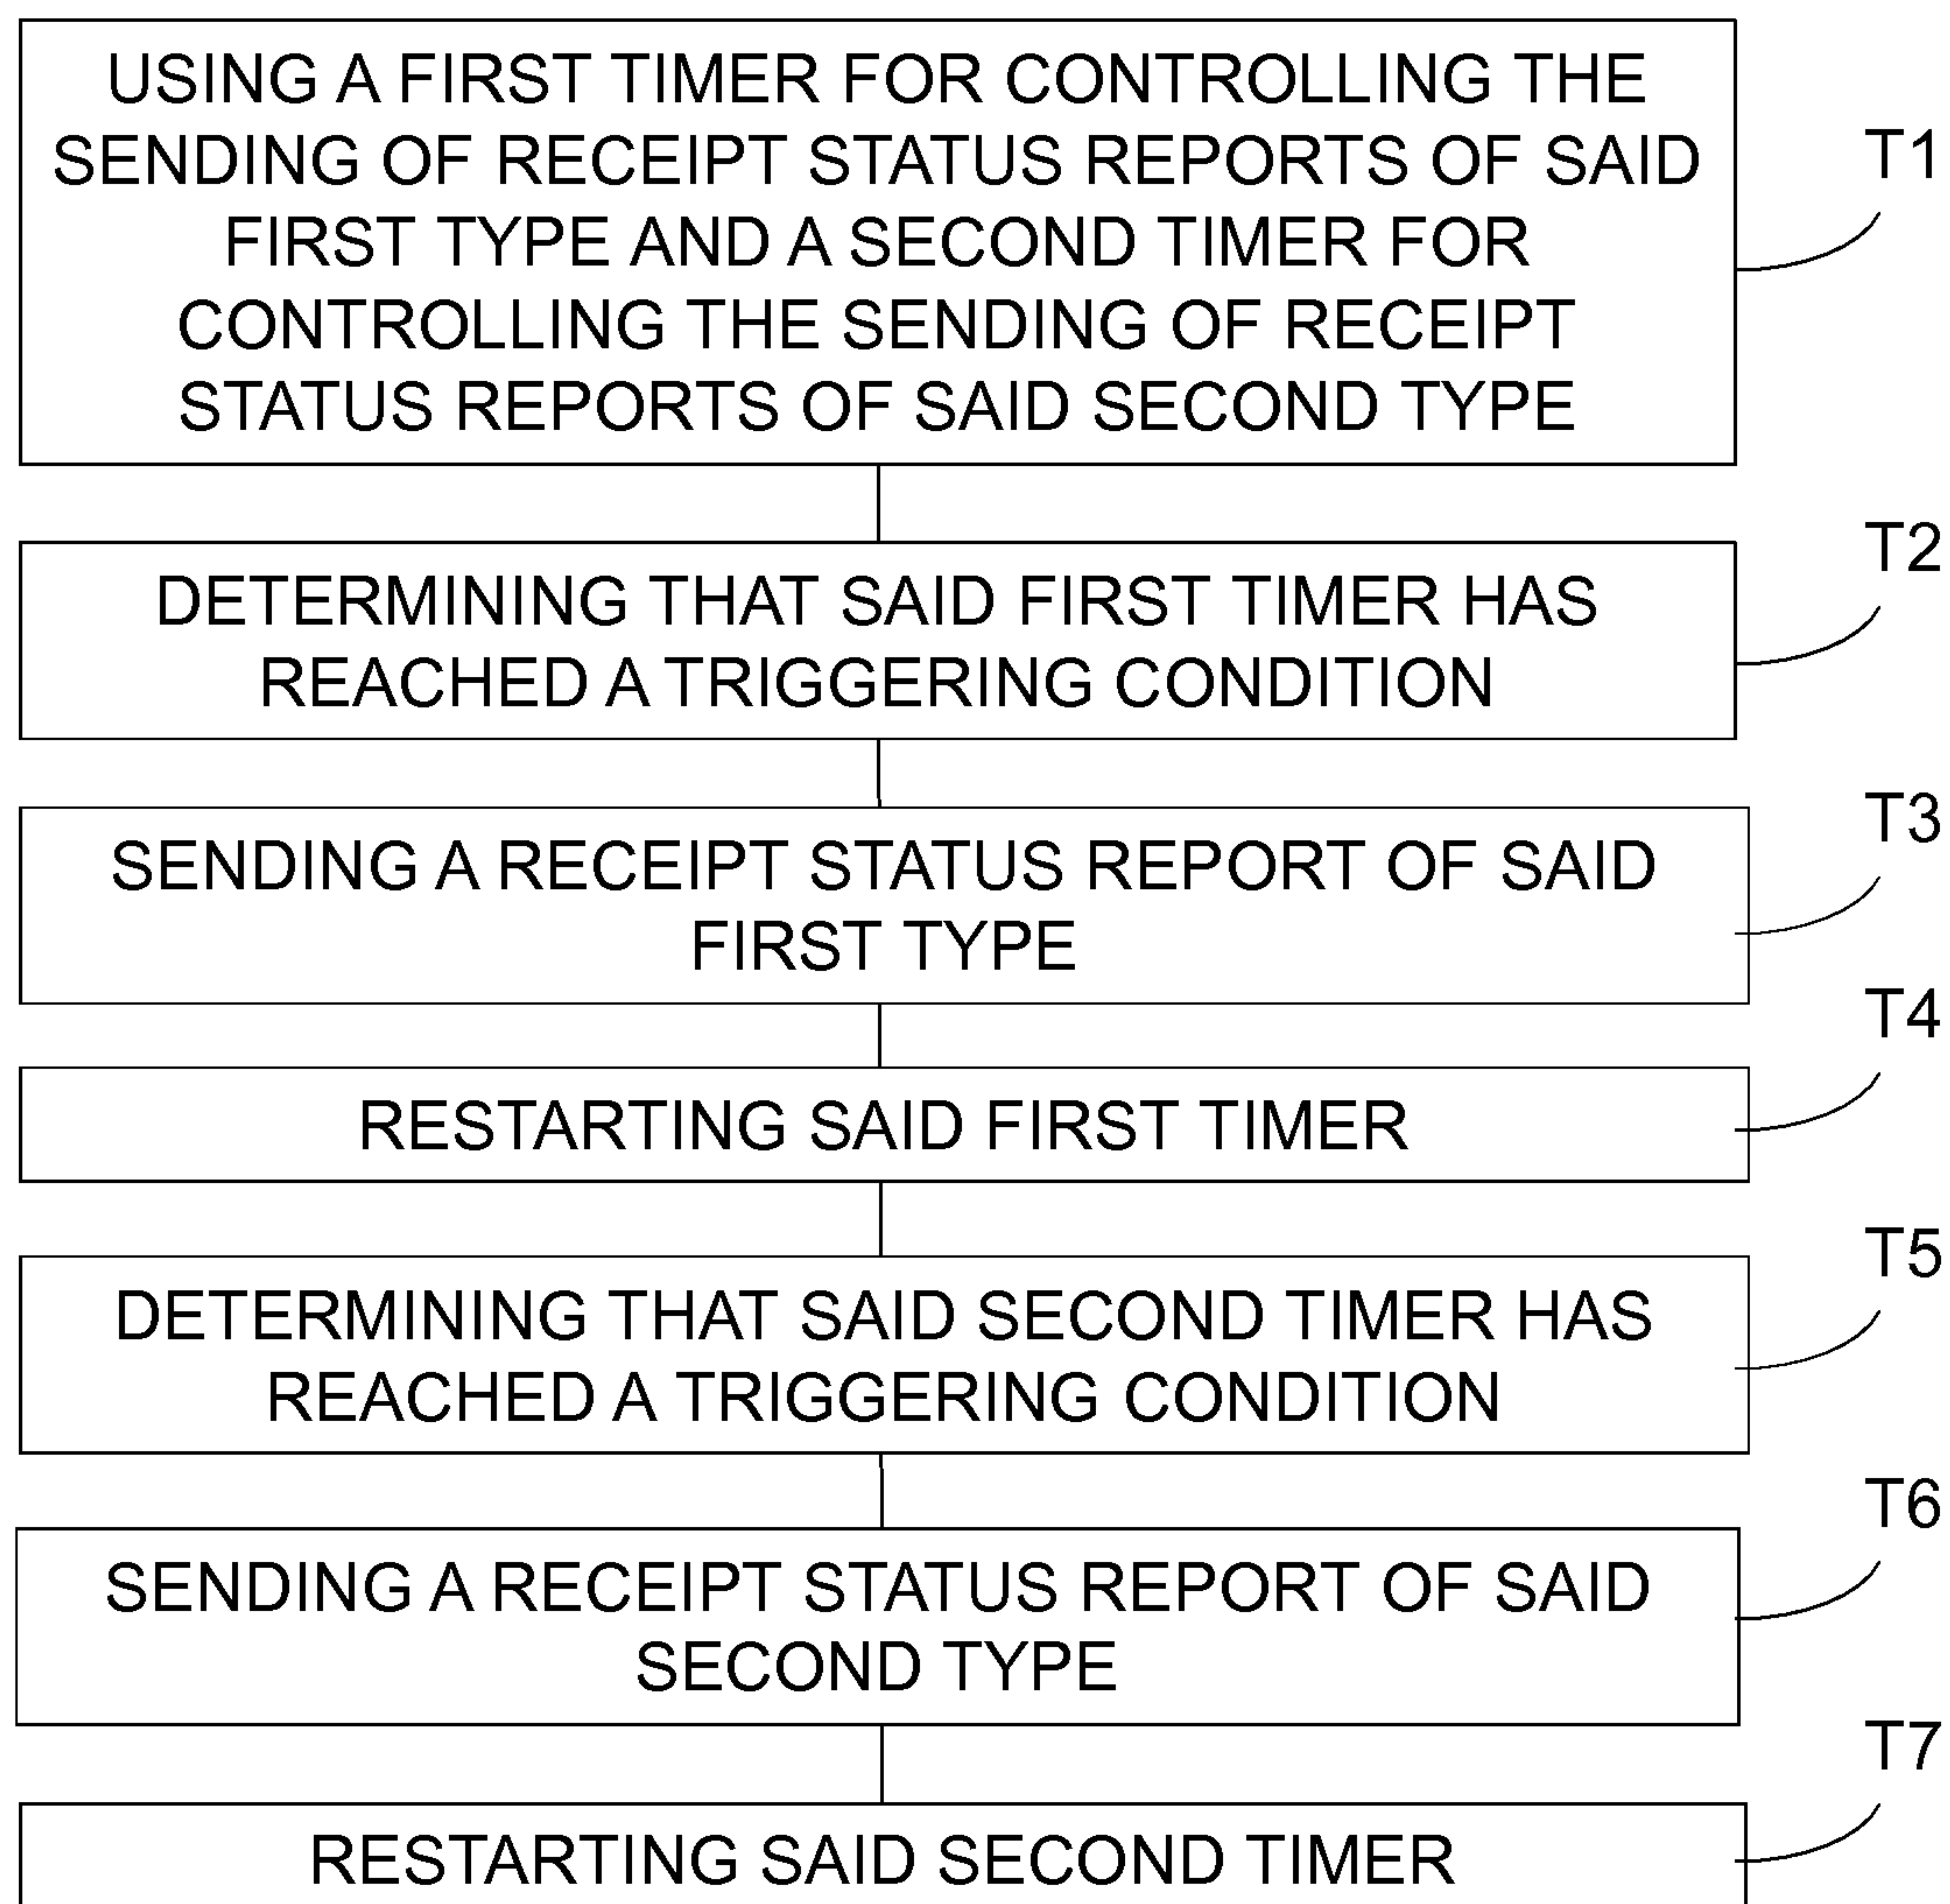 USING A FIRST TIMER FOR CONTROLLING THE
SENDING OF RECEIPT STATUS REPORTS OF SAID
FIRST TYPE AND A SECOND TIMER FOR
CONTROLLING THE SENDING OF RECEIPT
STATUS REPORTS OF SAID SECOND TYPE
T1
DETERMINING THAT SAID FIRST TIMER HAS
REACHED A TRIGGERING CONDITION
T2
SENDING A RECEIPT STATUS REPORT OF SAID
FIRST TYPE
T3
RESTARTING SAID FIRST TIMER
T4
DETERMINING THAT SAID SECOND TIMER HAS
REACHED A TRIGGERING CONDITION
T5
SENDING A RECEIPT STATUS REPORT OF SAID
SECOND TYPE
T6
RESTARTING SAID SECOND TIMER
T7